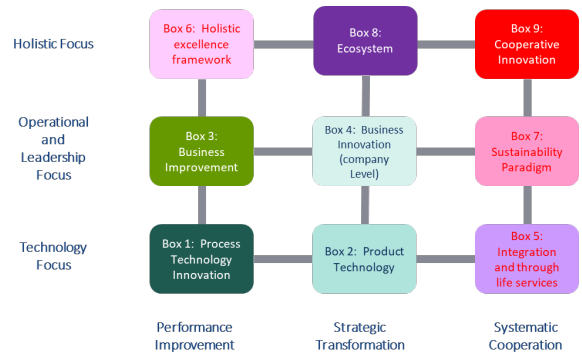 Holistic Focus
Box 6: Holistic
excellence
framework
Box 8:
Ecosystem
Box 9:
Cooperative
Innovation
Operational
and
Leadership
Focus
Box 3:
Business
Improvement
Box 4: Business
Innovation
(company
Level)
Box 7:
Sustainability
Paradigm
Technology
Focus
Box 1: Process
Technology
Innovation
Box 2: Product
Technology
Box 5:
Integration
and through
life services
Performance
Improvement
Strategic
Transformation
Systematic
Cooperation